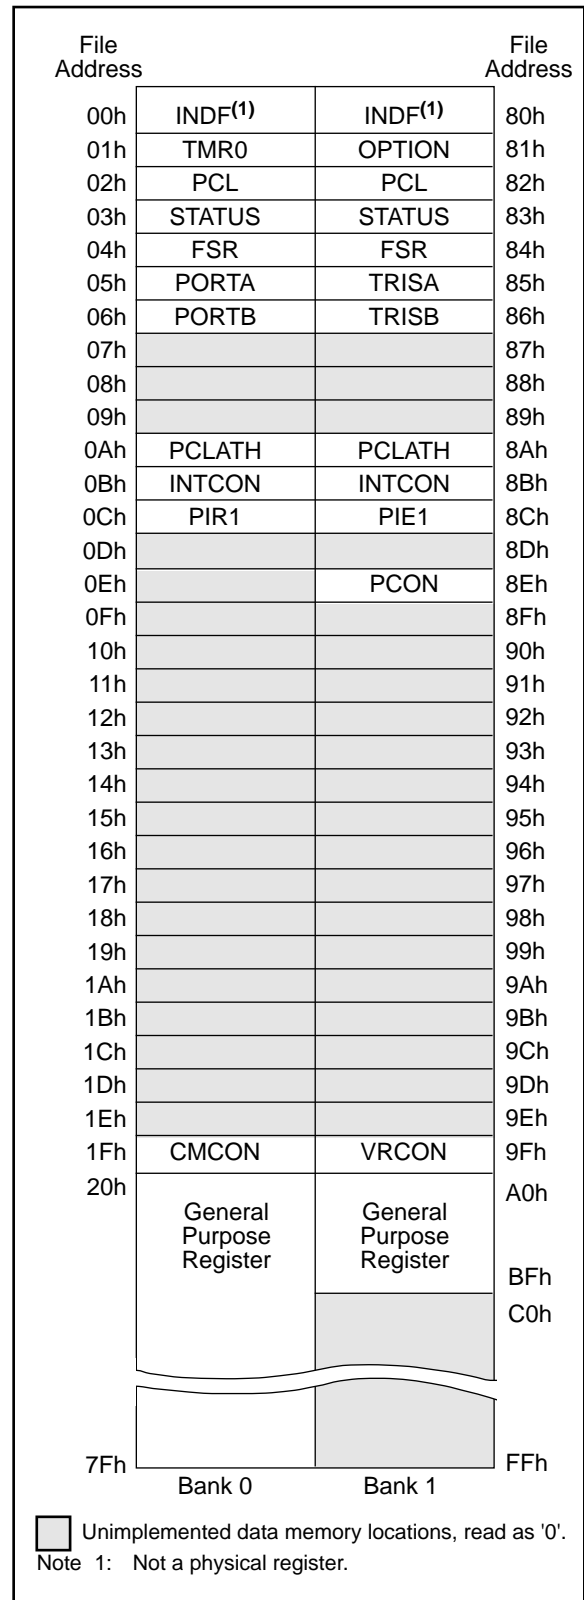 File Address File Address
00h INDF(1) INDF(1) 80h
01h TMR0 OPTION 81h
02h PCL PCL 82h
03h STATUS STATUS 83h
04h FSR FSR 84h
05h PORTA TRISA 85h
06h PORTB TRISB 86h
07h 87h
08h 88h
09h 89h
0Ah PCLATH PCLATH 8Ah
0Bh INTCON INTCON 8Bh
0Ch PIR1 PIE1 8Ch
0Dh 8Dh
0Eh PCON 8Eh
0Fh 8Fh
10h 90h
11h 91h
12h 92h
13h 93h
14h 94h
15h 95h
16h 96h
17h 97h
18h 98h
19h 99h
1Ah 9Ah
1Bh 9Bh
1Ch 9Ch
1Dh 9Dh
1Eh 9Eh
1Fh CMCON VRCON 9Fh
20h A0h
General General
Purpose Purpose
Register Register
BFh
C0h
7Fh FFh
Bank 0 Bank 1
Unimplemented data memory locations, read as '0'.
Note 1: Not a physical register.